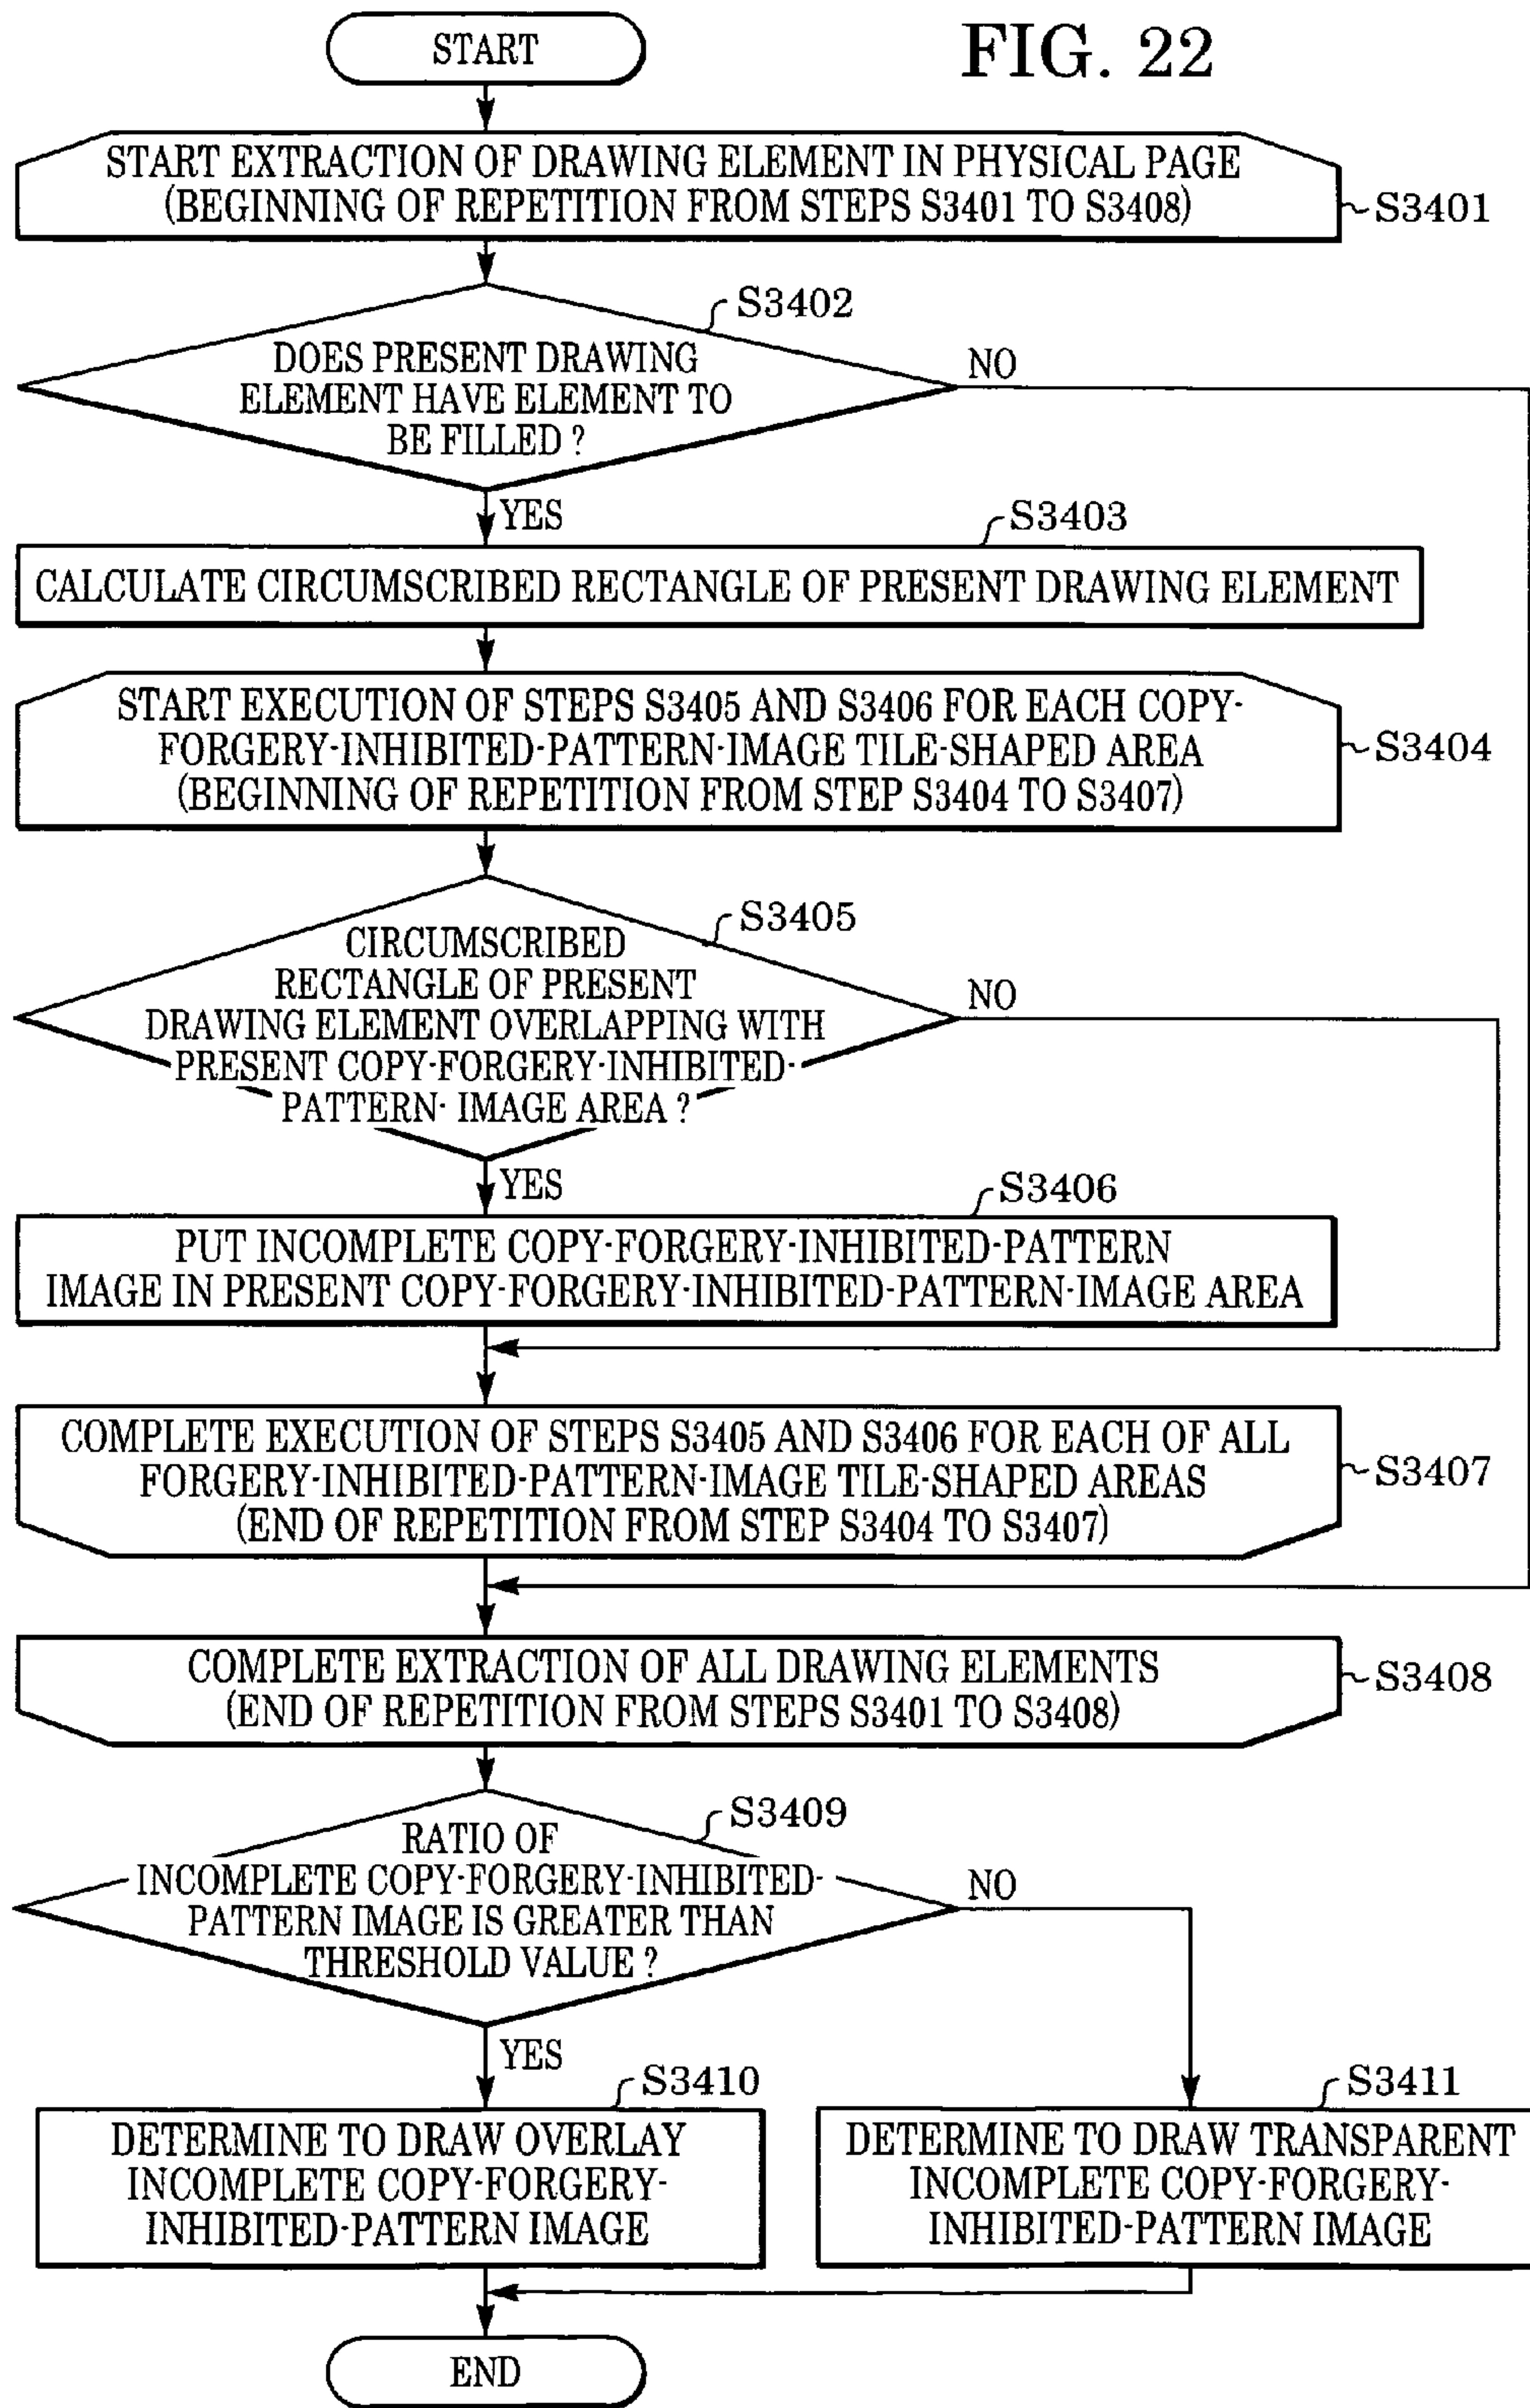 FIG. 22
START
START EXTRACTION OF DRAWING ELEMENT IN PHYSICAL PAGE
(BEGINNING OF REPETITION FROM STEPS S3401 TO S3408)
S3401
S3402
DOES PRESENT DRAWING
ELEMENT HAVE ELEMENT TO
BE FILLED ?
NO
YES
S3403
CALCULATE CIRCUMSCRIBED RECTANGLE OF PRESENT DRAWING ELEMENT
START EXECUTION OF STEPS S3405 AND S3406 FOR EACH COPY-
FORGERY-INHIBITED-PATTERN-IMAGE TILE-SHAPED AREA
(BEGINNING OF REPETITION FROM STEP S3404 TO S3407)
S3404
S3405
CIRCUMSCRIBED
RECTANGLE OF PRESENT
DRAWING ELEMENT OVERLAPPING WITH
PRESENT COPY-FORGERY-INHIBITED-
PATTERN- IMAGE AREA ?
NO
YES
S3406
PUT INCOMPLETE COPY-FORGERY-INHIBITED-PATTERN
IMAGE IN PRESENT COPY-FORGERY-INHIBITED-PATTERN-IMAGE AREA
COMPLETE EXECUTION OF STEPS S3405 AND S3406 FOR EACH OF ALL
FORGERY-INHIBITED-PATTERN-IMAGE TILE-SHAPED AREAS
(END OF REPETITION FROM STEP S3404 TO S3407)
S3407
COMPLETE EXTRACTION OF ALL DRAWING ELEMENTS
(END OF REPETITION FROM STEPS S3401 TO S3408)
S3408
S3409
RATIO OF
INCOMPLETE COPY-FORGERY-INHIBITED-
PATTERN IMAGE IS GREATER THAN
THRESHOLD VALUE ?
NO
YES
S3410
DETERMINE TO DRAW OVERLAY
INCOMPLETE COPY-FORGERY-
INHIBITED-PATTERN IMAGE
S3411
DETERMINE TO DRAW TRANSPARENT
INCOMPLETE COPY-FORGERY-
INHIBITED-PATTERN IMAGE
END